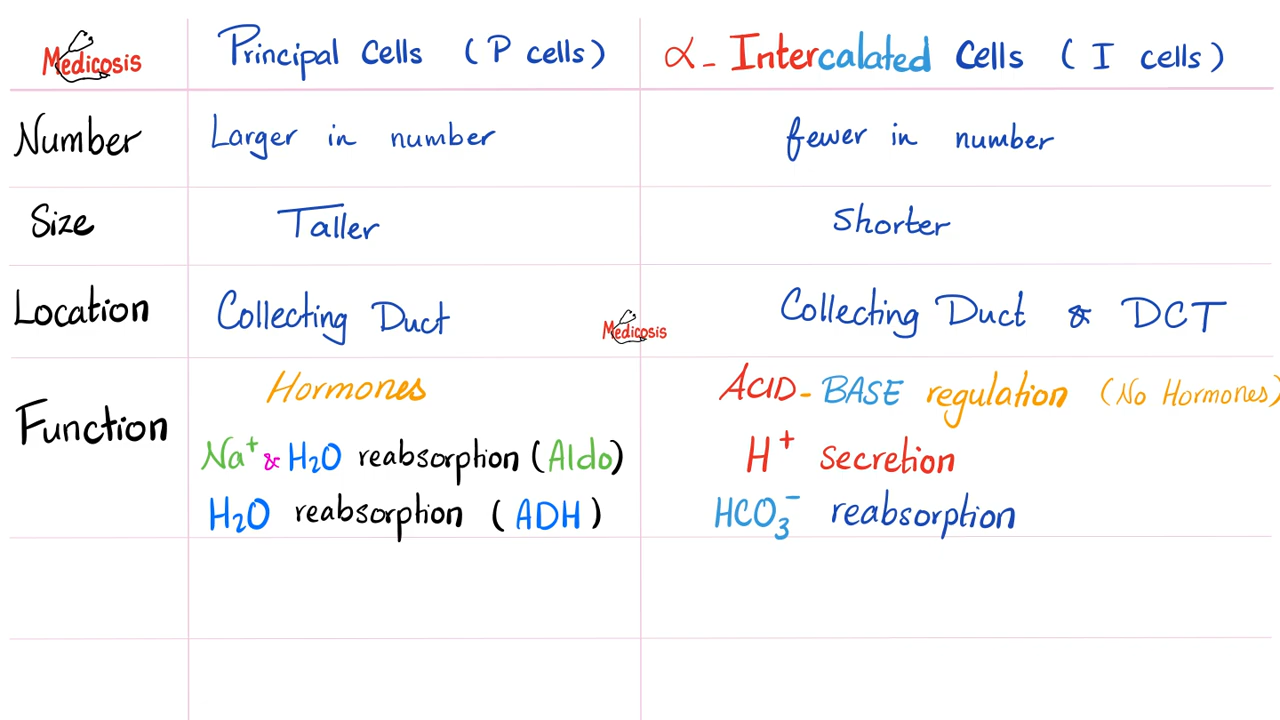 Medicosis
Principal Cells (P cells)
α- Intercalated Cells (I cells)
Number
Larger in number
fewer in number
Size
Taller
Shorter
Location
Collecting Duct
Medicosis
Collecting Duct & DCT
Function
Hormones
Na⁺ & H₂O reabsorption (Aldo)
H₂O reabsorption (ADH)
ACID-BASE regulation (No Hormones)
H⁺ secretion
HCO₃⁻ reabsorption